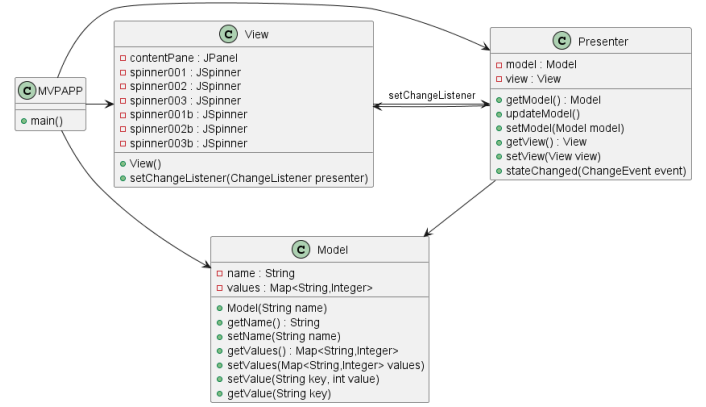 C View
- contentPane : JPanel
- spinner001 : JSpinner
- spinner002 : JSpinner
- spinner003 : JSpinner
- spinner001b : JSpinner
- spinner002b : JSpinner
- spinner003b : JSpinner
View()
setChangeListener(ChangeListener presenter)
C Presenter
model : Model
view : View
getModel() : Model
updateModel()
setModel(Model model)
getView() : View
setView(View view)
stateChanged(ChangeEvent event)
C MVPAPP
main()
setChangeListener
C Model
name : String
values : Map<String,Integer>
Model(String name)
getName() : String
setName(String name)
getValues() : Map<String,Integer>
setValues(Map<String,Integer> values)
setValue(String key, int value)
getValue(String key)